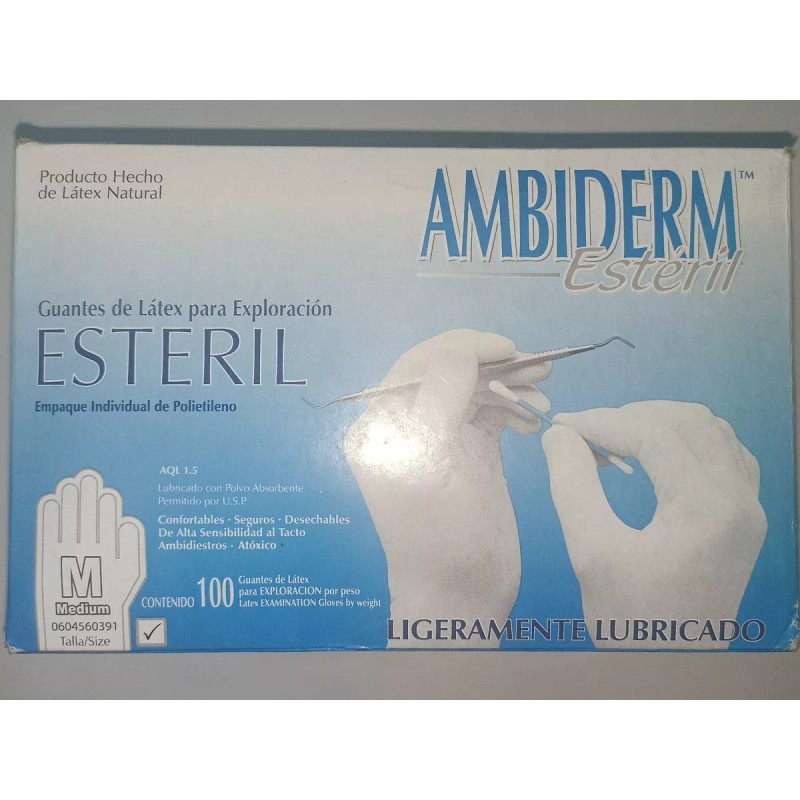 Producto Hecho
de Látex Natural
AMBIDERM™
Estéril
Guantes de Látex para Exploración
ESTERIL
Empaque Individual de Polietileno
AQL 1.5
Lubricado con Polvo Absorbente
Permitido por U.S.P.
Confortables · Seguros · Desechables
De Alta Sensibilidad al Tacto
Ambidiestros · Atóxico
CONTENIDO 100 Guantes de Látex
para EXPLORACION por peso
Latex EXAMINATION Gloves by weight
M
Medium
0604560391
Talla/Size
LIGERAMENTE LUBRICADO